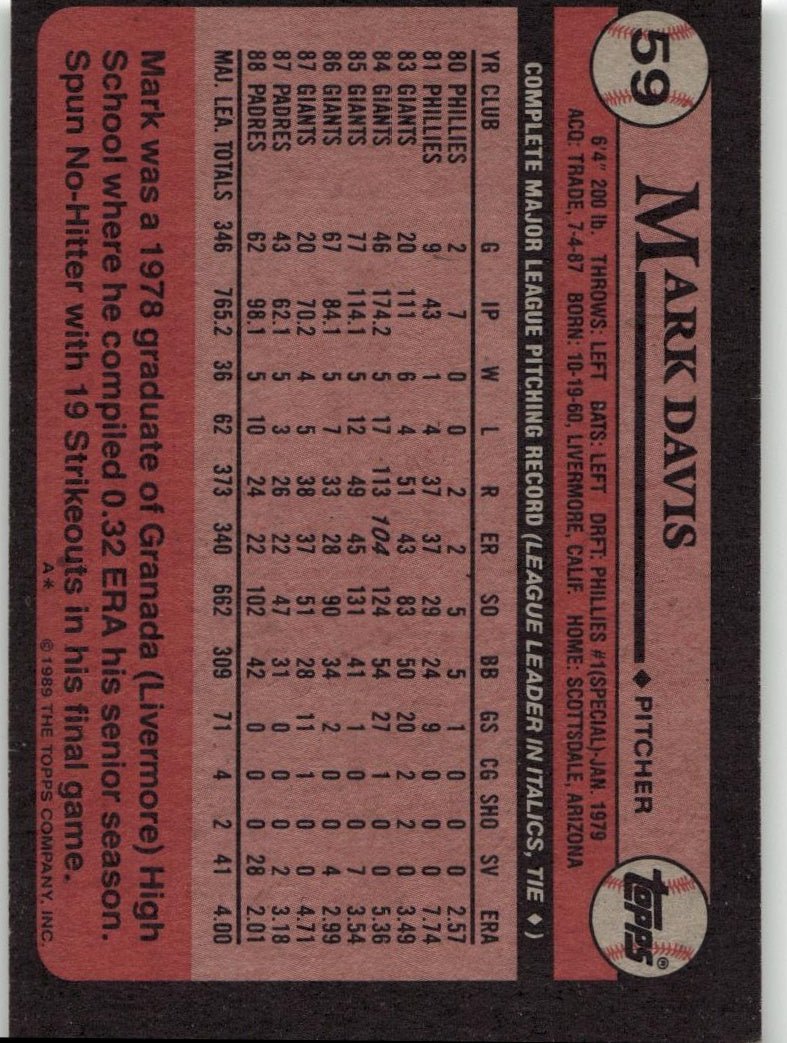 59
MARK DAVIS
◆ PITCHER
Topps®
6'4" 200 lb. THROWS: LEFT BATS: LEFT DRFT: PHILLIES #1(SPECIAL)-JAN. 1979
ACQ: TRADE, 7-4-87 BORN: 10-19-60, LIVERMORE, CALIF. HOME: SCOTTSDALE, ARIZONA
COMPLETE MAJOR LEAGUE PITCHING RECORD (LEAGUE LEADER IN ITALICS, TIE ◆)
YR CLUB G IP W L R ER SO BB GS CG SHO SV ERA
80 PHILLIES 2 7 0 0 2 2 5 5 1 0 0 0 2.57
81 PHILLIES 9 43 1 4 37 37 29 24 9 0 0 0 7.74
83 GIANTS 20 111 6 4 51 43 83 50 20 2 2 0 3.49
84 GIANTS 46 174.2 5 17 113 104 124 54 27 1 0 0 5.36
85 GIANTS 77 114.1 5 12 49 45 131 41 1 0 0 7 3.54
86 GIANTS 67 84.1 5 7 33 28 90 34 2 0 0 4 2.99
87 GIANTS 20 70.2 4 5 38 37 51 28 11 1 0 0 4.71
87 PADRES 43 62.1 5 3 26 22 47 31 0 0 0 2 3.18
88 PADRES 62 98.1 5 10 24 22 102 42 0 0 0 28 2.01
MAJ. LEA. TOTALS 346 765.2 36 62 373 340 662 309 71 4 2 41 4.00
Mark was a 1978 graduate of Granada (Livermore) High
School where he compiled 0.32 ERA his senior season.
Spun No-Hitter with 19 Strikeouts in his final game.
A* ©1989 THE TOPPS COMPANY, INC.